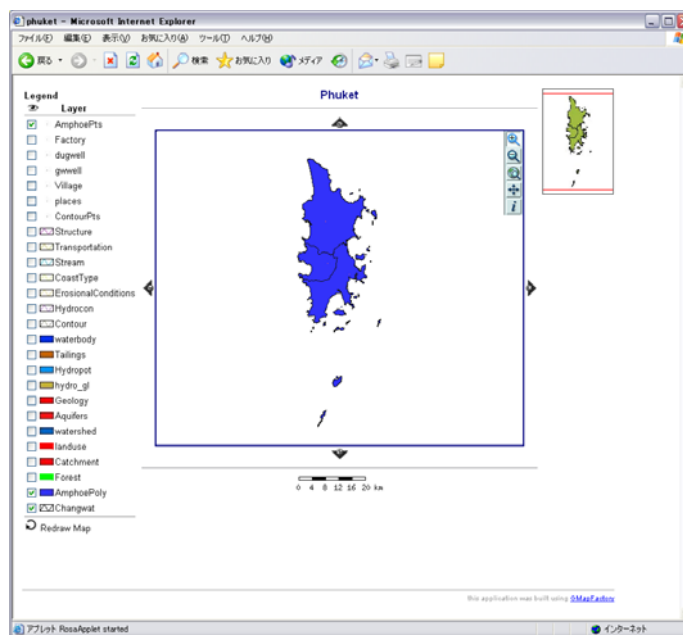 phuket - Microsoft Internet Explorer
ファイル(F) 編集(E) 表示(V) お気に入り(A) ツール(T) ヘルプ(H)
戻る 検索 お気に入り メディア
Legend
Layer
AmphoePts
Factory
dugwell
gwwell
Village
places
ContourPts
Structure
Transportation
Stream
CoastType
ErosionalConditions
Hydrocon
Contour
waterbody
Tailings
Hydropot
hydro_gl
Geology
Aquifers
watershed
landuse
Catchment
Forest
AmphoePoly
Changwat
Redraw Map
Phuket
0 4 8 12 16 20 km
this application was built using GMapFactory
アプレット RosaApplet started
インターネット